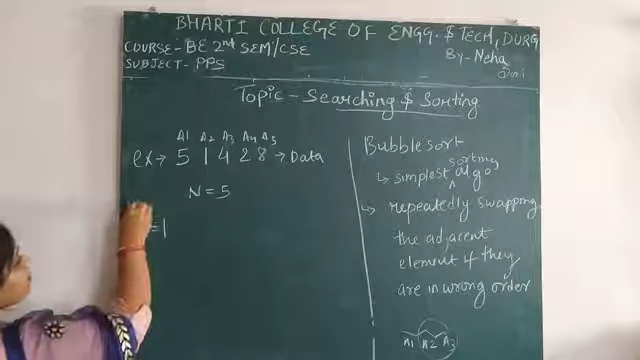 BHARTI COLLEGE OF ENGG. & TECH, DURG
COURSE- BE 2nd SEM/CSE
By- Neha
SUBJECT- PPS
Topic - Searching & Sorting
A1 A2 A3 A4 A5
ex→ 5 1 4 2 8 → Data
N = 5
=1
Bubble sort
sorting
↳ simplest ^ algo
↳ repeatedly swapping
the adjacent
element if they
are in wrong order
A1 A2 A3